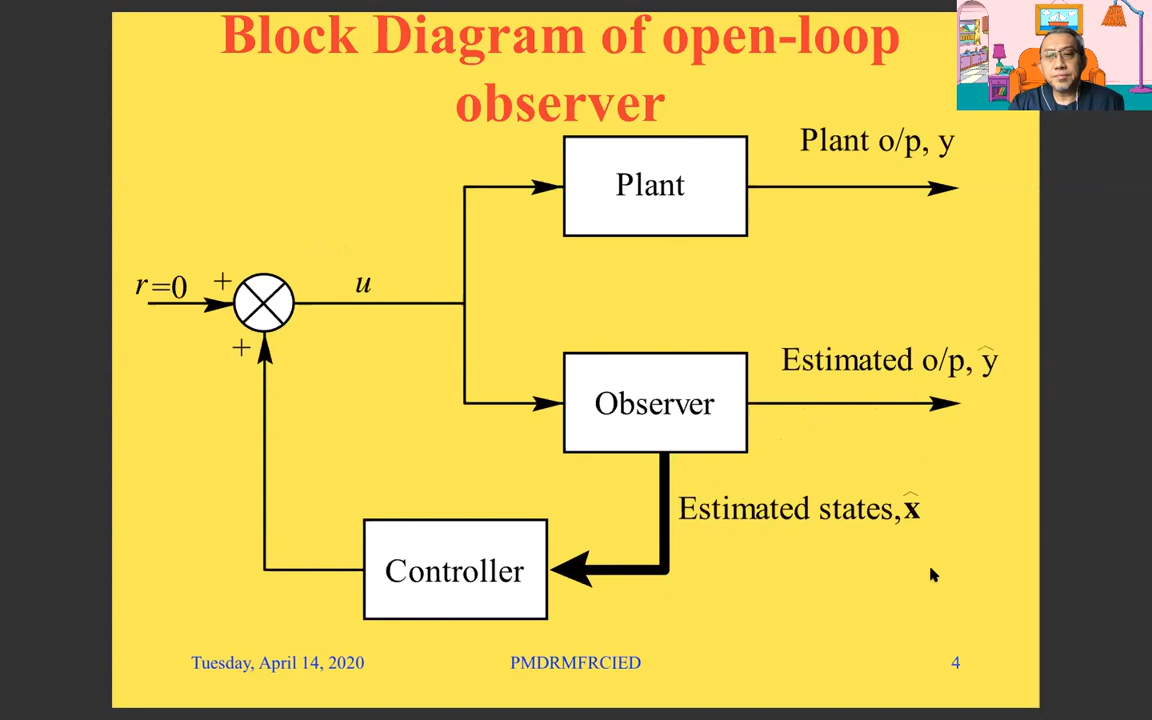 Block Diagram of open-loop
observer
Plant o/p, y
Plant
r=0
+
u
+
Estimated o/p, ŷ
Observer
Estimated states, x̂
Controller
Tuesday, April 14, 2020
PMDRMFRCIED
4